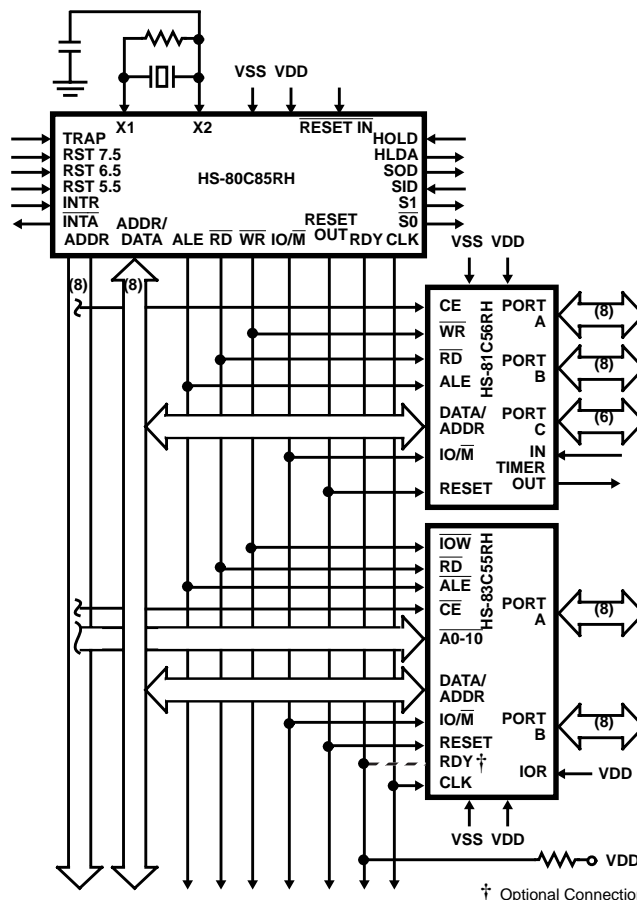 VSS VDD
X1 X2 RESET IN
TRAP
RST 7.5
RST 6.5
RST 5.5
INTR
INTA
HS-80C85RH
HOLD
HLDA
SOD
SID
S1
S0
ADDR
ADDR/
DATA
ALE RD WR IO/M
RESET
OUT
RDY CLK
(8) (8)
VSS VDD
CE
WR
RD
ALE
DATA/
ADDR
IO/M
RESET
HS-81C56RH
PORT
A
(8)
PORT
B
(8)
PORT
C
(6)
IN
TIMER
OUT
IOW
RD
ALE
CE
A0-10
DATA/
ADDR
IO/M
RESET
RDY †
CLK
HS-83C55RH
PORT
A
(8)
PORT
B
(8)
IOR
VDD
VSS VDD
VDD
† Optional Connection